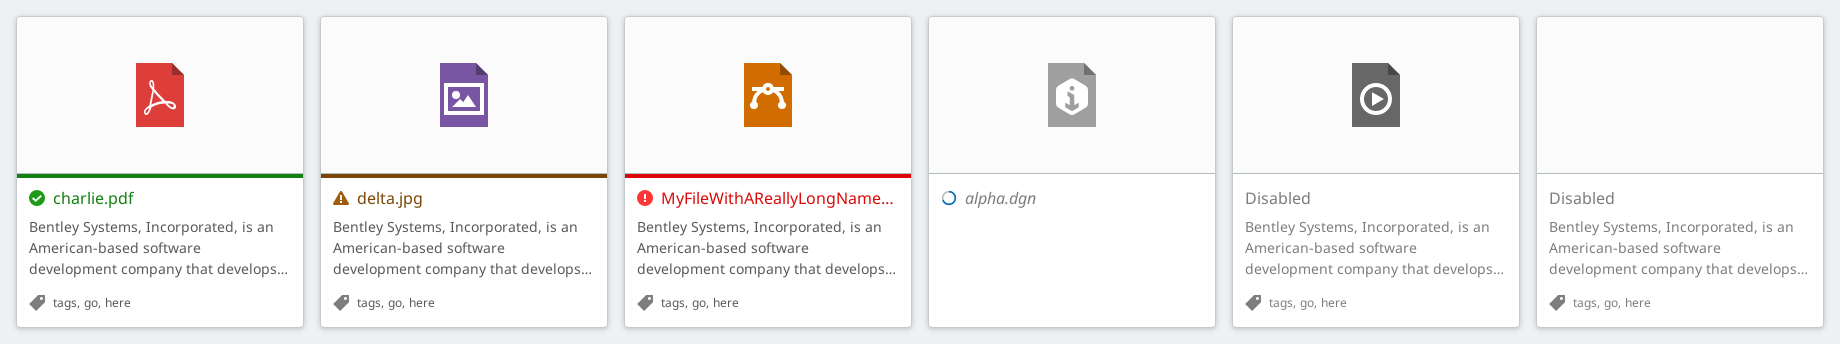 charlie.pdf
Bentley Systems, Incorporated, is an
American-based software
development company that develops...
tags, go, here
delta.jpg
Bentley Systems, Incorporated, is an
American-based software
development company that develops...
tags, go, here
MyFileWithAReallyLongName...
Bentley Systems, Incorporated, is an
American-based software
development company that develops...
tags, go, here
alpha.dgn
Disabled
Bentley Systems, Incorporated, is an
American-based software
development company that develops...
tags, go, here
Disabled
Bentley Systems, Incorporated, is an
American-based software
development company that develops...
tags, go, here